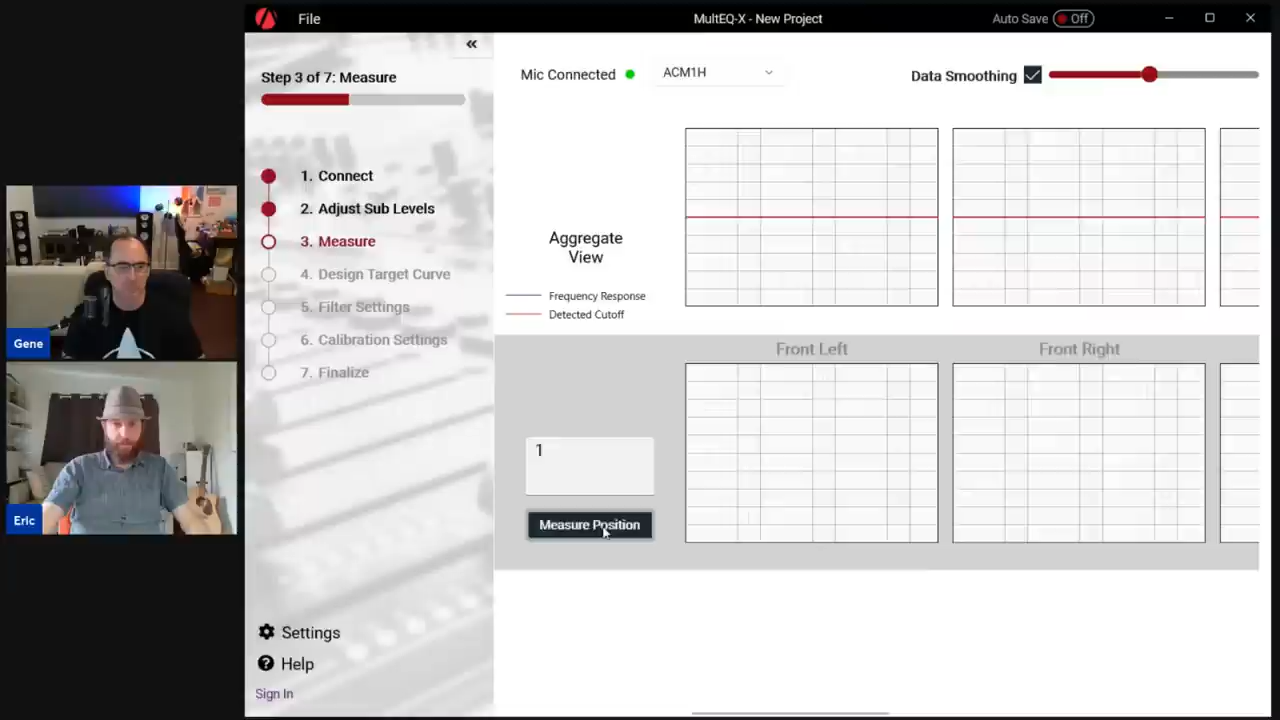 File
MultEQ-X - New Project
Auto Save
Off
«
Step 3 of 7: Measure
1. Connect
2. Adjust Sub Levels
3. Measure
4. Design Target Curve
5. Filter Settings
6. Calibration Settings
7. Finalize
Settings
Help
Sign In
Mic Connected
ACM1H
Data Smoothing
Aggregate
View
Frequency Response
Detected Cutoff
Front Left
Front Right
1
Measure Position
Gene
Eric